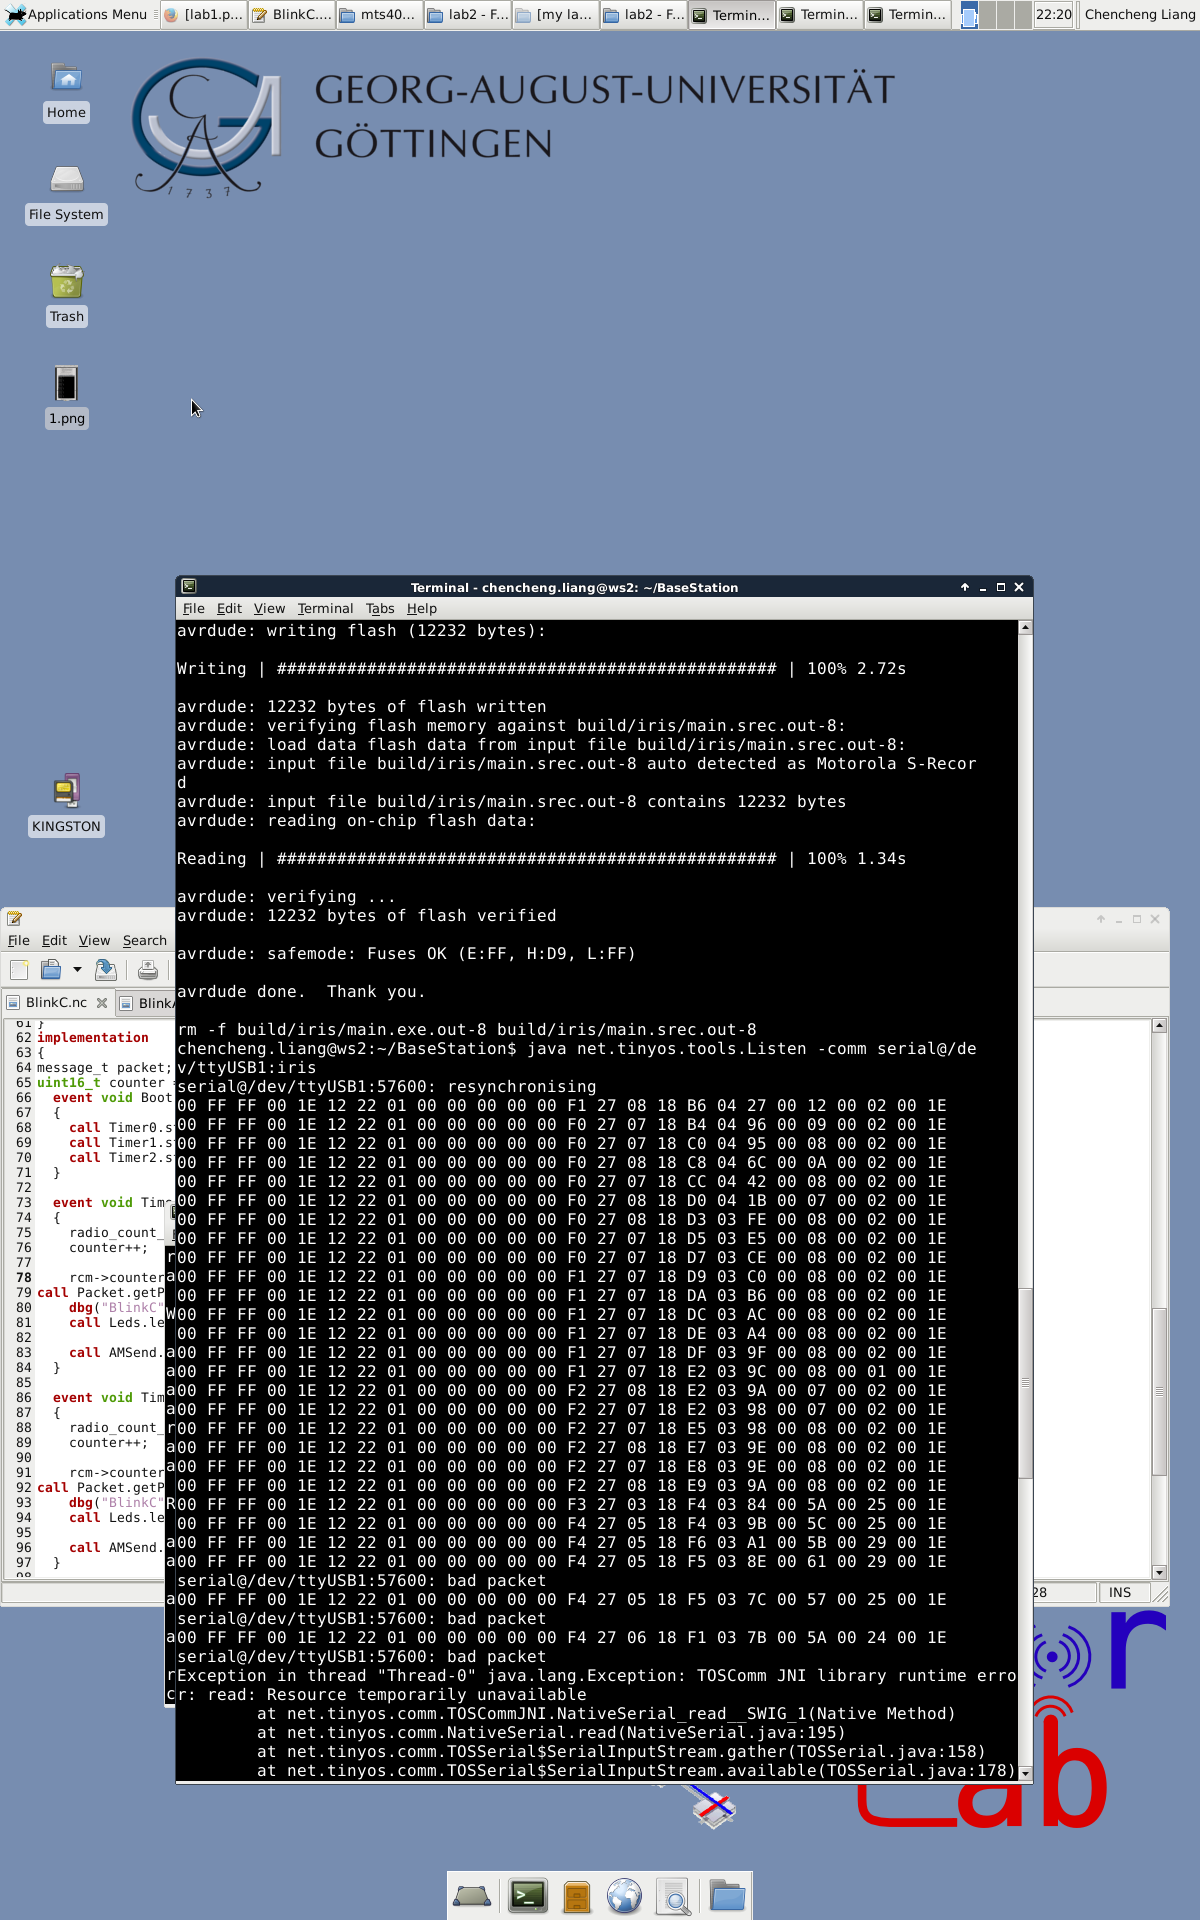 Applications Menu
[lab1.p...
BlinkC....
mts40...
lab2 - F...
[my la...
lab2 - F...
Termin...
Termin...
Termin...
22:20
Chencheng Liang
GEORG-AUGUST-UNIVERSITÄT
GÖTTINGEN
1737
Home
File System
Trash
1.png
KINGSTON
Terminal - chencheng.liang@ws2: ~/BaseStation
File Edit View Terminal Tabs Help
avrdude: writing flash (12232 bytes):
Writing | ################################################## | 100% 2.72s
avrdude: 12232 bytes of flash written
avrdude: verifying flash memory against build/iris/main.srec.out-8:
avrdude: load data flash data from input file build/iris/main.srec.out-8:
avrdude: input file build/iris/main.srec.out-8 auto detected as Motorola S-Recor
d
avrdude: input file build/iris/main.srec.out-8 contains 12232 bytes
avrdude: reading on-chip flash data:
Reading | ################################################## | 100% 1.34s
avrdude: verifying ...
avrdude: 12232 bytes of flash verified
avrdude: safemode: Fuses OK (E:FF, H:D9, L:FF)
avrdude done.  Thank you.
rm -f build/iris/main.exe.out-8 build/iris/main.srec.out-8
chencheng.liang@ws2:~/BaseStation$ java net.tinyos.tools.Listen -comm serial@/de
v/ttyUSB1:iris
serial@/dev/ttyUSB1:57600: resynchronising
00 FF FF 00 1E 12 22 01 00 00 00 00 00 F1 27 08 18 B6 04 27 00 12 00 02 00 1E
00 FF FF 00 1E 12 22 01 00 00 00 00 00 F0 27 07 18 B4 04 96 00 09 00 02 00 1E
00 FF FF 00 1E 12 22 01 00 00 00 00 00 F0 27 07 18 C0 04 95 00 08 00 02 00 1E
00 FF FF 00 1E 12 22 01 00 00 00 00 00 F0 27 08 18 C8 04 6C 00 0A 00 02 00 1E
00 FF FF 00 1E 12 22 01 00 00 00 00 00 F0 27 07 18 CC 04 42 00 08 00 02 00 1E
00 FF FF 00 1E 12 22 01 00 00 00 00 00 F0 27 08 18 D0 04 1B 00 07 00 02 00 1E
00 FF FF 00 1E 12 22 01 00 00 00 00 00 F0 27 08 18 D3 03 FE 00 08 00 02 00 1E
00 FF FF 00 1E 12 22 01 00 00 00 00 00 F0 27 07 18 D5 03 E5 00 08 00 02 00 1E
00 FF FF 00 1E 12 22 01 00 00 00 00 00 F0 27 07 18 D7 03 CE 00 08 00 02 00 1E
00 FF FF 00 1E 12 22 01 00 00 00 00 00 F1 27 07 18 D9 03 C0 00 08 00 02 00 1E
00 FF FF 00 1E 12 22 01 00 00 00 00 00 F1 27 07 18 DA 03 B6 00 08 00 02 00 1E
00 FF FF 00 1E 12 22 01 00 00 00 00 00 F1 27 07 18 DC 03 AC 00 08 00 02 00 1E
00 FF FF 00 1E 12 22 01 00 00 00 00 00 F1 27 07 18 DE 03 A4 00 08 00 02 00 1E
00 FF FF 00 1E 12 22 01 00 00 00 00 00 F1 27 07 18 DF 03 9F 00 08 00 02 00 1E
00 FF FF 00 1E 12 22 01 00 00 00 00 00 F1 27 07 18 E2 03 9C 00 08 00 01 00 1E
00 FF FF 00 1E 12 22 01 00 00 00 00 00 F2 27 08 18 E2 03 9A 00 07 00 02 00 1E
00 FF FF 00 1E 12 22 01 00 00 00 00 00 F2 27 07 18 E2 03 98 00 07 00 02 00 1E
00 FF FF 00 1E 12 22 01 00 00 00 00 00 F2 27 07 18 E5 03 98 00 08 00 02 00 1E
00 FF FF 00 1E 12 22 01 00 00 00 00 00 F2 27 08 18 E7 03 9E 00 08 00 02 00 1E
00 FF FF 00 1E 12 22 01 00 00 00 00 00 F2 27 07 18 E8 03 9E 00 08 00 02 00 1E
00 FF FF 00 1E 12 22 01 00 00 00 00 00 F2 27 08 18 E9 03 9A 00 08 00 02 00 1E
00 FF FF 00 1E 12 22 01 00 00 00 00 00 F3 27 03 18 F4 03 84 00 5A 00 25 00 1E
00 FF FF 00 1E 12 22 01 00 00 00 00 00 F4 27 05 18 F4 03 9B 00 5C 00 25 00 1E
00 FF FF 00 1E 12 22 01 00 00 00 00 00 F4 27 05 18 F6 03 A1 00 5B 00 29 00 1E
00 FF FF 00 1E 12 22 01 00 00 00 00 00 F4 27 05 18 F5 03 8E 00 61 00 29 00 1E
serial@/dev/ttyUSB1:57600: bad packet
00 FF FF 00 1E 12 22 01 00 00 00 00 00 F4 27 05 18 F5 03 7C 00 57 00 25 00 1E
serial@/dev/ttyUSB1:57600: bad packet
00 FF FF 00 1E 12 22 01 00 00 00 00 00 F4 27 06 18 F1 03 7B 00 5A 00 24 00 1E
serial@/dev/ttyUSB1:57600: bad packet
Exception in thread "Thread-0" java.lang.Exception: TOSComm JNI library runtime erro
r: read: Resource temporarily unavailable
at net.tinyos.comm.TOSCommJNI.NativeSerial_read__SWIG_1(Native Method)
at net.tinyos.comm.NativeSerial.read(NativeSerial.java:195)
at net.tinyos.comm.TOSSerial$SerialInputStream.gather(TOSSerial.java:158)
at net.tinyos.comm.TOSSerial$SerialInputStream.available(TOSSerial.java:178)
File Edit View Search
BlinkC.nc
61 }
62 implementation
63 {
64 message_t packet;
65 uint16_t counter
66 event void Boot
67 {
68 call Timer0.s
69 call Timer1.s
70 call Timer2.s
71 }
72
73 event void Tim
74 {
75 radio_count_
76 counter++;
77
78 rcm->counter
79 call Packet.getP
80 dbg("BlinkC"
81 call Leds.le
82
83 call AMSend.
84 }
85
86 event void Tim
87 {
88 radio_count_
89 counter++;
90
91 rcm->counter
92 call Packet.getP
93 dbg("BlinkC"
94 call Leds.le
95
96 call AMSend.
97 }
28
INS
r
ab